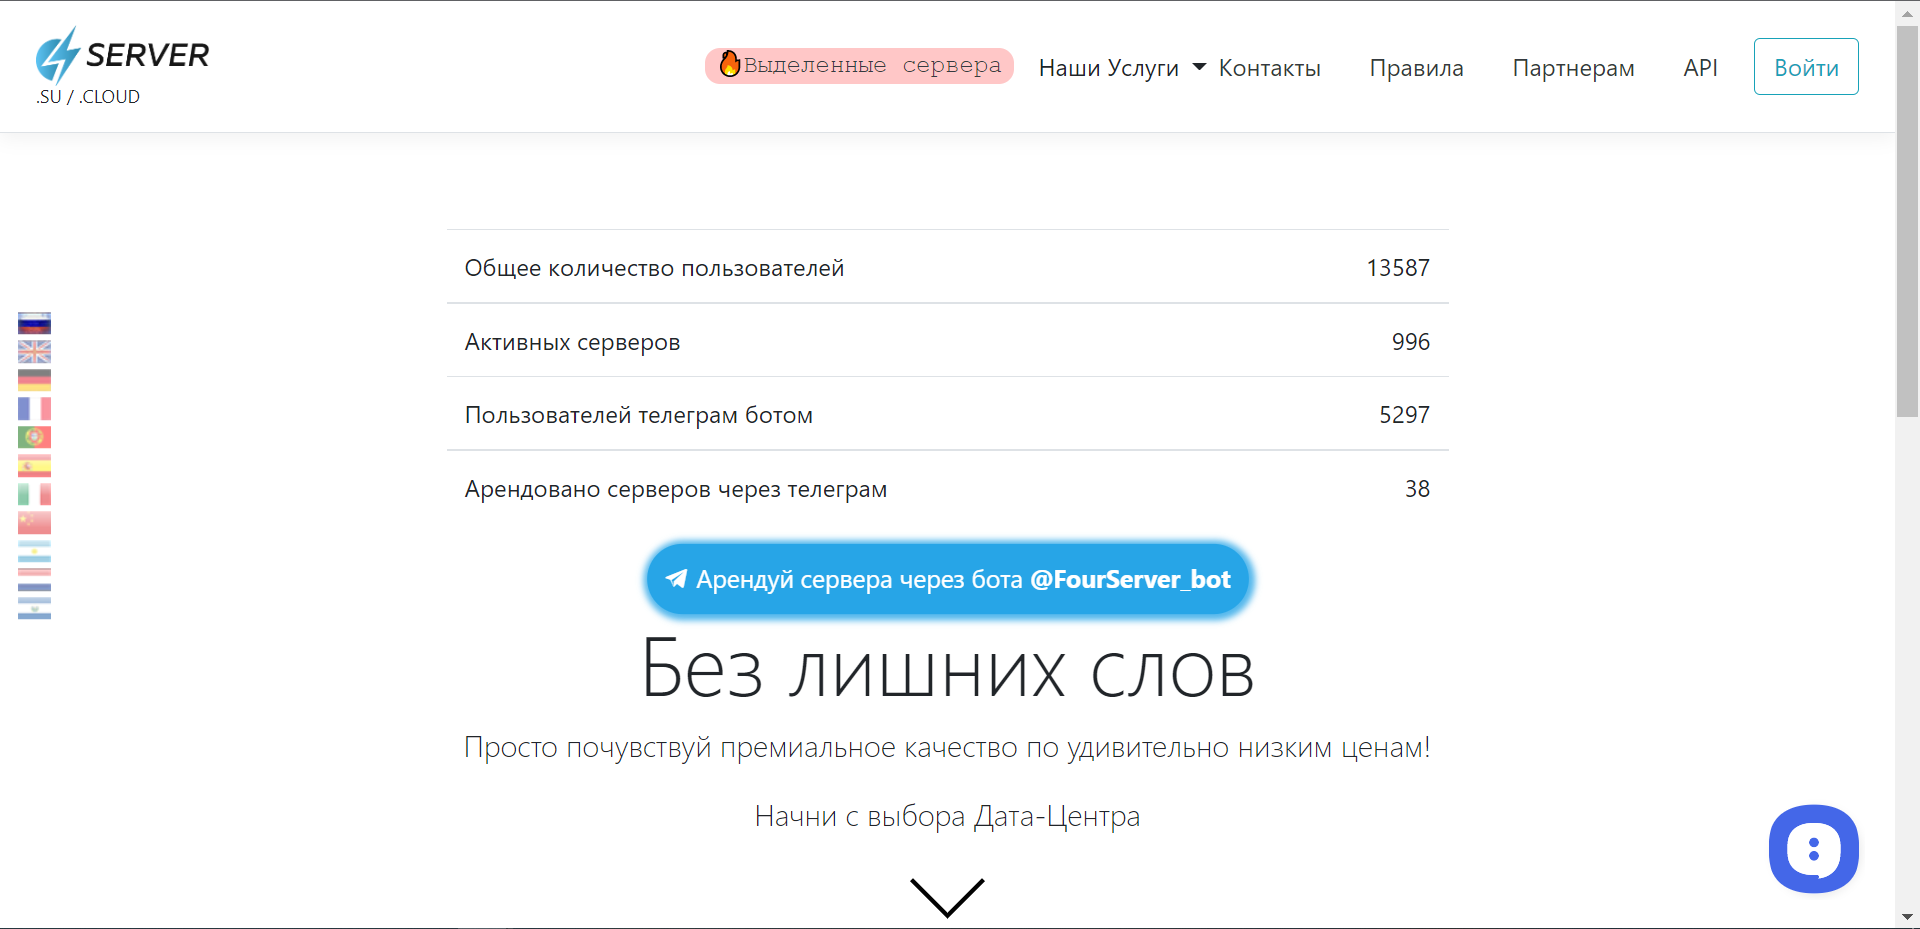 SERVER
.SU / .CLOUD
Выделенные сервера
Наши Услуги
Контакты
Правила
Партнерам
API
Войти
Общее количество пользователей 13587
Активных серверов 996
Пользователей телеграм ботом 5297
Арендовано серверов через телеграм 38
Арендуй сервера через бота @FourServer_bot
Без лишних слов
Просто почувствуй премиальное качество по удивительно низким ценам!
Начни с выбора Дата-Центра